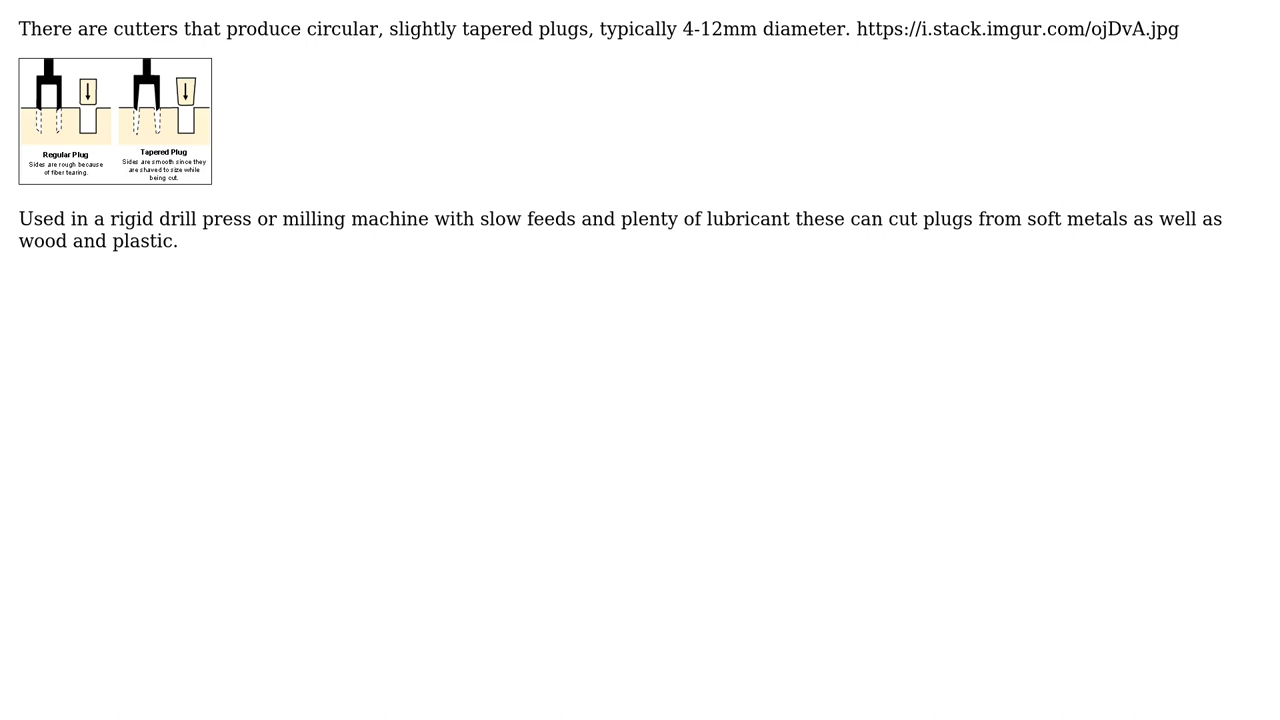 There are cutters that produce circular, slightly tapered plugs, typically 4-12mm diameter. https://i.stack.imgur.com/ojDvA.jpg
Regular Plug
Sides are rough because
of fiber tearing.
Tapered Plug
Sides are smooth since they
are shaved to size while
being cut.
Used in a rigid drill press or milling machine with slow feeds and plenty of lubricant these can cut plugs from soft metals as well as
wood and plastic.